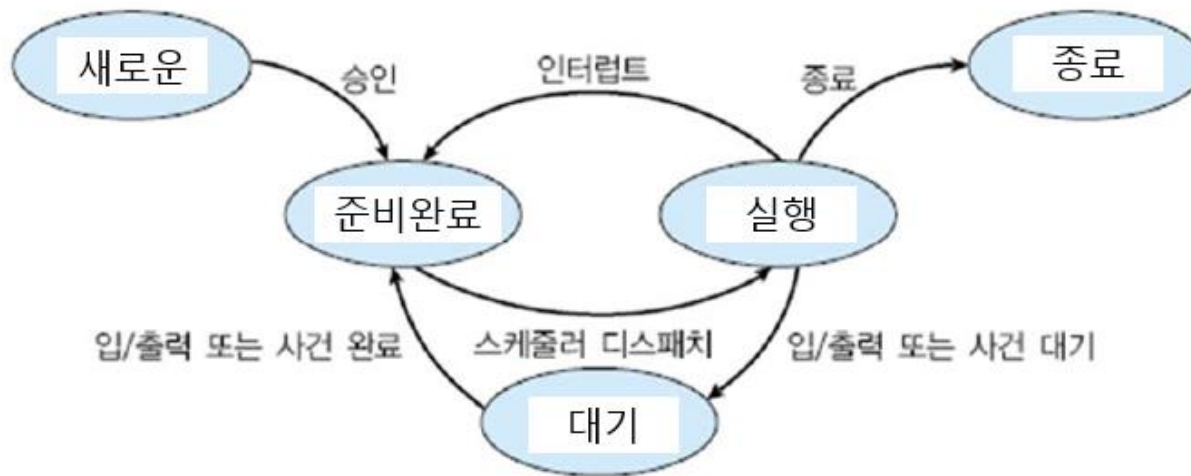 새로운
승인
인터럽트
종료
종료
준비완료
실행
입/출력 또는 사건 완료
스케줄러 디스패치
입/출력 또는 사건 대기
대기